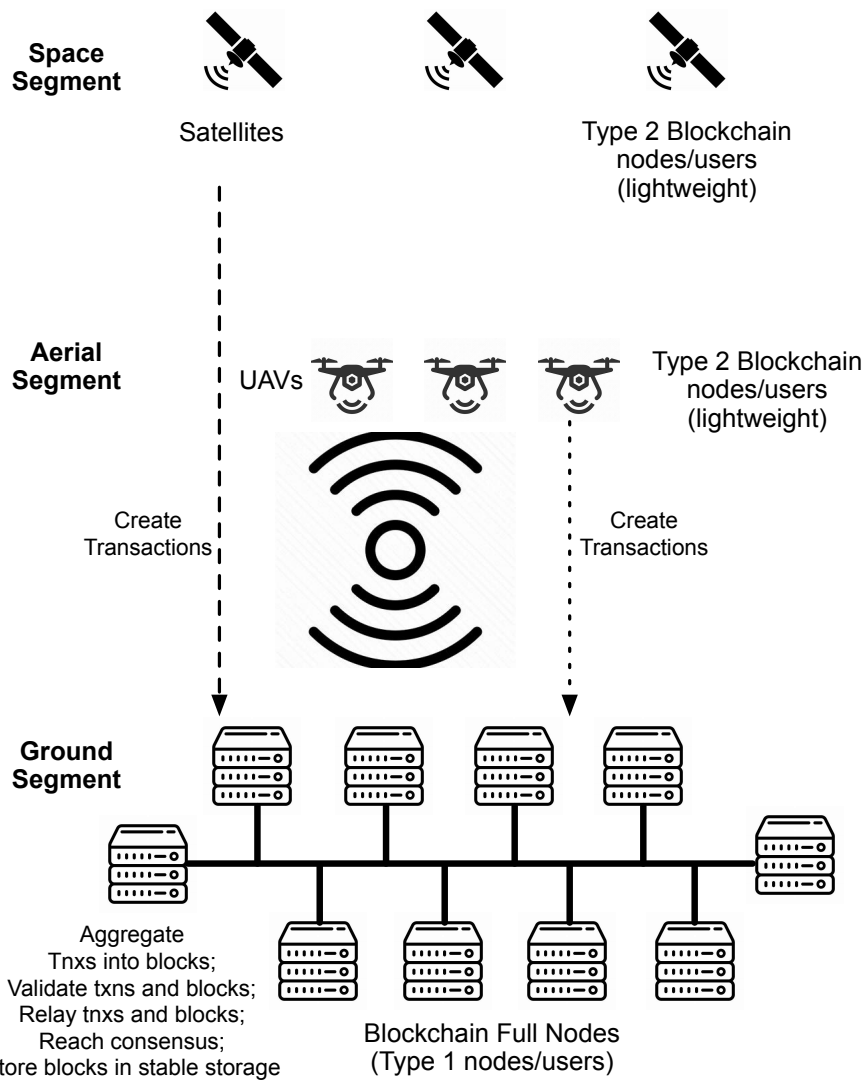 Space
Segment
Satellites
Type 2 Blockchain
nodes/users
(lightweight)
Aerial
Segment
UAVs
Type 2 Blockchain
nodes/users
(lightweight)
Create
Transactions
Create
Transactions
Ground
Segment
Aggregate
Tnxs into blocks;
Validate txns and blocks;
Relay tnxs and blocks;
Reach consensus;
tore blocks in stable storage
Blockchain Full Nodes
(Type 1 nodes/users)